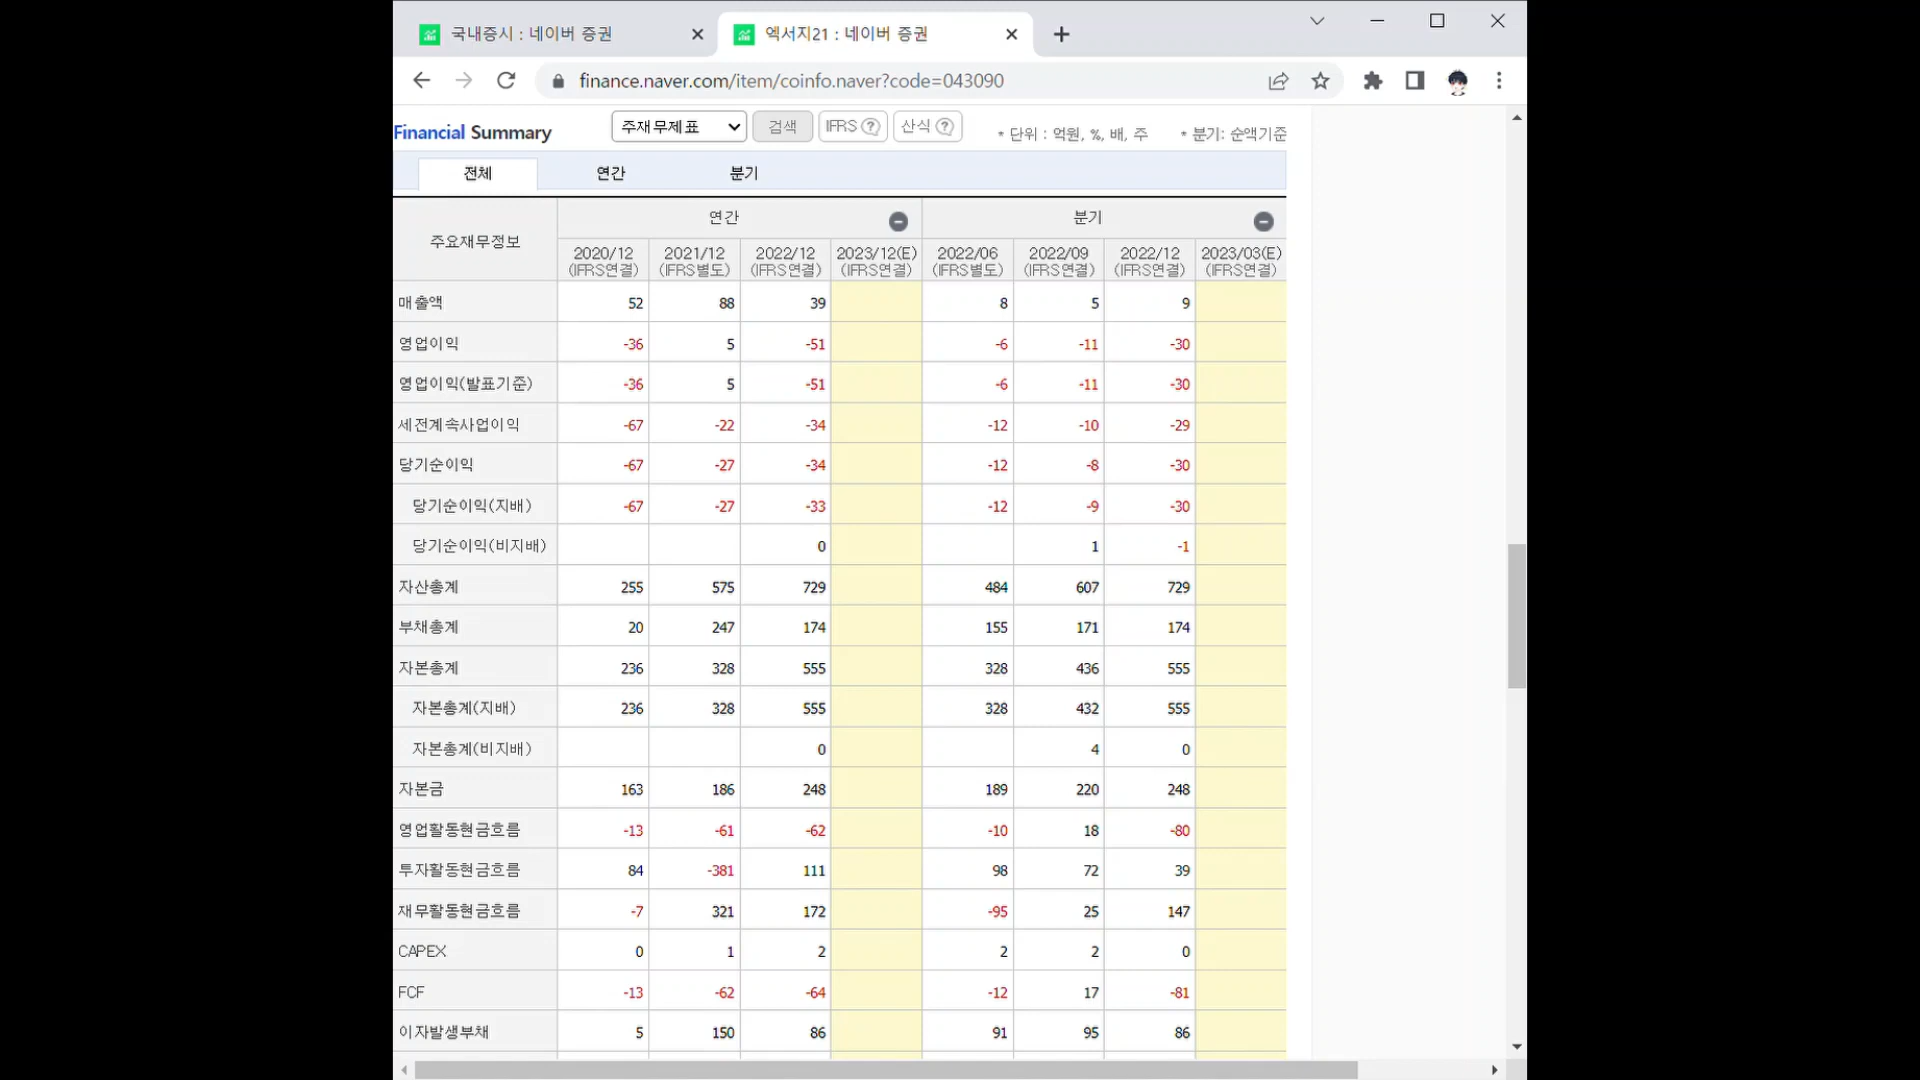 국내증시 : 네이버 증권
엑서지21 : 네이버 증권
finance.naver.com/item/coinfo.naver?code=043090
Financial Summary
주재무제표
검색
IFRS ?
산식 ?
* 단위 : 억원, %, 배, 주
* 분기: 순액기준
전체
연간
분기
주요재무정보
연간
분기
2020/12 2021/12 2022/12 2023/12(E) 2022/06 2022/09 2022/12 2023/03(E)
(IFRS연결) (IFRS별도) (IFRS연결) (IFRS연결) (IFRS별도) (IFRS연결) (IFRS연결) (IFRS연결)
매출액 52 88 39 8 5 9
영업이익 -36 5 -51 -6 -11 -30
영업이익(발표기준) -36 5 -51 -6 -11 -30
세전계속사업이익 -67 -22 -34 -12 -10 -29
당기순이익 -67 -27 -34 -12 -8 -30
당기순이익(지배) -67 -27 -33 -12 -9 -30
당기순이익(비지배) 0 1 -1
자산총계 255 575 729 484 607 729
부채총계 20 247 174 155 171 174
자본총계 236 328 555 328 436 555
자본총계(지배) 236 328 555 328 432 555
자본총계(비지배) 0 4 0
자본금 163 186 248 189 220 248
영업활동현금흐름 -13 -61 -62 -10 18 -80
투자활동현금흐름 84 -381 111 98 72 39
재무활동현금흐름 -7 321 172 -95 25 147
CAPEX 0 1 2 2 2 0
FCF -13 -62 -64 -12 17 -81
이자발생부채 5 150 86 91 95 86